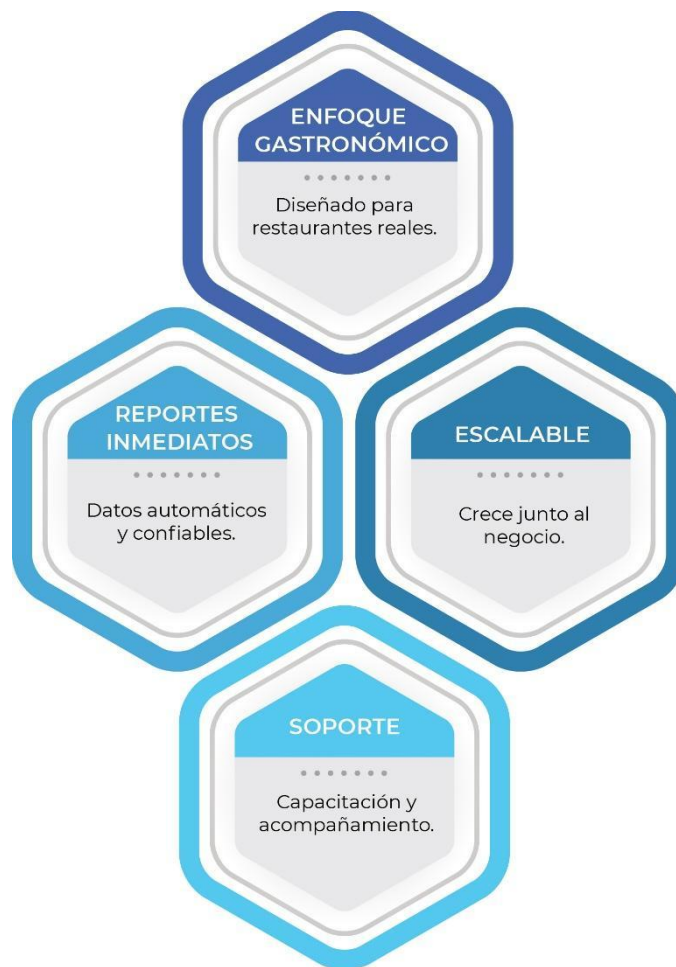 ENFOQUE
GASTRONÓMICO
Diseñado para
restaurantes reales.
REPORTES
INMEDIATOS
Datos automáticos
y confiables.
ESCALABLE
Crece junto al
negocio.
SOPORTE
Capacitación y
acompañamiento.